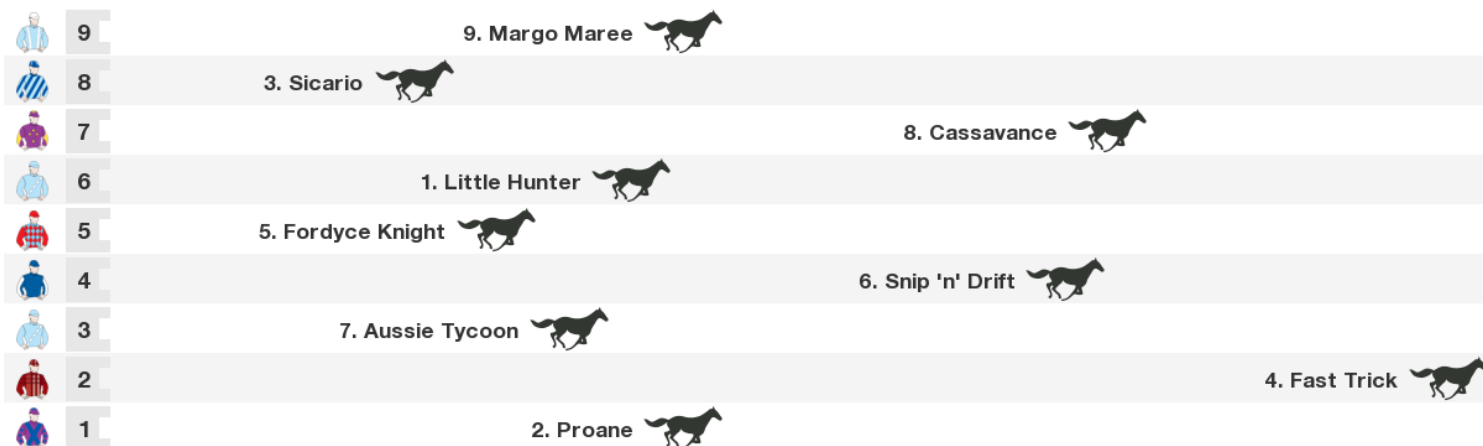 9 9. Margo Maree
8 3. Sicario
7 8. Cassavance
6 1. Little Hunter
5 5. Fordyce Knight
4 6. Snip 'n' Drift
3 7. Aussie Tycoon
2 4. Fast Trick
1 2. Proane